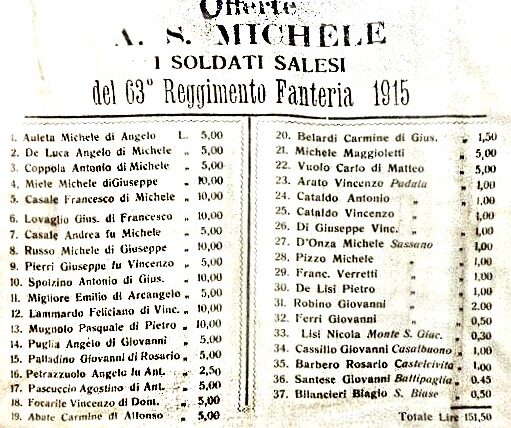 Offerte
A. S. MICHELE
I SOLDATI SALESI
del 63° Reggimento Fanteria 1915
1. Auleta Michele di Angelo L. 5,00
2. De Luca Angelo di Michele „ 5,00
3. Coppola Antonio di Michele „ 5,00
4. Miele Michele diGiuseppe „ 10,00
5. Casale Francesco di Michele „ 10,00
6. Lovaglio Gius. di Francesco „ 10,00
7. Casale Andrea fu Michele „ 5,00
8. Russo Michele di Giuseppe „ 10,00
9. Pierri Giuseppe fu Vincenzo „ 5,00
10. Spolzino Antonio di Gius. „ 10,00
11. Migliore Emilio di Arcangelo „ 5,00
12. Lammardo Feliciano di Vinc. „ 10,00
13. Mugnolo Pasquale di Pietro „ 10,00
14. Puglia Angelo di Giovanni „ 5,00
15. Palladino Giovanni di Rosario „ 5,00
16. Petrazzuolo Angelo fu Ant. „ 2,50
17. Pascuccio Agostino di Ant. „ 5,00
18. Focarile Vincenzo di Dom. „ 5,00
19. Abate Carmine di Alfonso „ 5,00
20. Belardi Carmine di Gius. „ 1,50
21. Michele Maggioletti „ 5,00
22. Vuolo Carlo di Matteo „ 5,00
23. Arato Vincenzo Padula „ 1,00
24. Cataldo Antonio „ 1,00
25. Cataldo Vincenzo „ 1,00
26. Di Giuseppe Vinc. „ 1,00
27. D'Onza Michele Sassano „ 1,00
28. Pizzo Michele „ 1,00
29. Franc. Verretti „ 1,00
30. De Lisi Pietro „ 1,00
31. Robino Giovanni „ 2.00
32. Ferri Giovanni „ 0,50
33. Lisi Nicola Monte S. Giac. „ 0,30
34. Cassillo Giovanni Casalbuono „ 1,00
35. Barbero Rosario Castelcivita „ 1,00
36. Santese Giovanni Battipaglia „ 0.45
37. Bilancieri Biagio S. Biase „ 0,50
Totale Lire 151,50